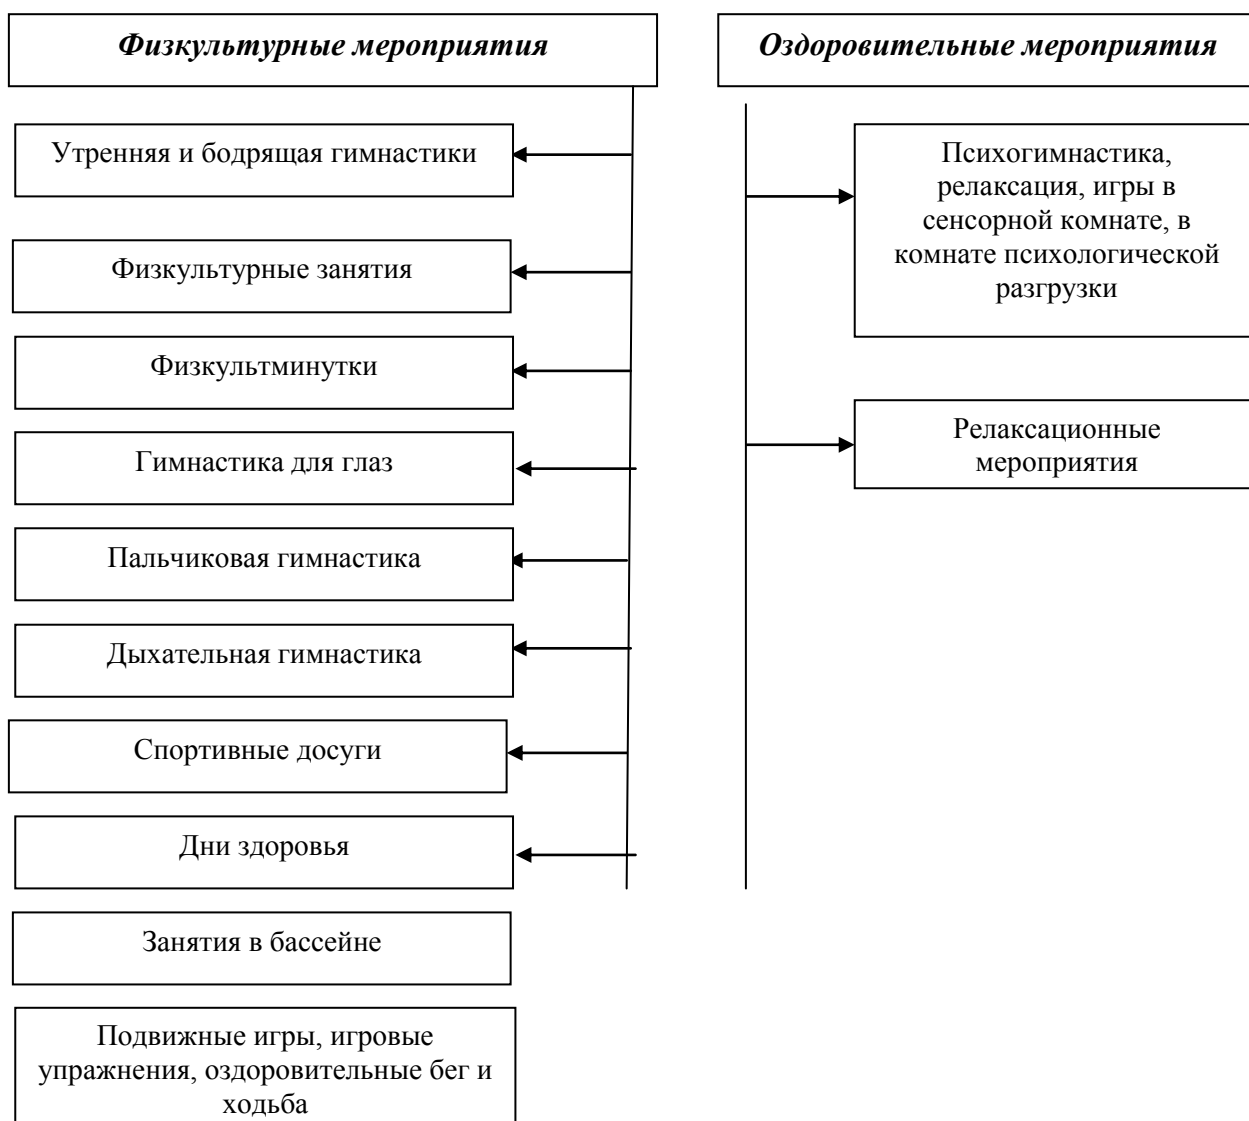 Физкультурные мероприятия
Утренняя и бодрящая гимнастики
Физкультурные занятия
Физкультминутки
Гимнастика для глаз
Пальчиковая гимнастика
Дыхательная гимнастика
Спортивные досуги
Дни здоровья
Занятия в бассейне
Подвижные игры, игровые
упражнения, оздоровительные бег и
ходьба
Оздоровительные мероприятия
Психогимнастика,
релаксация, игры в
сенсорной комнате, в
комнате психологической
разгрузки
Релаксационные
мероприятия